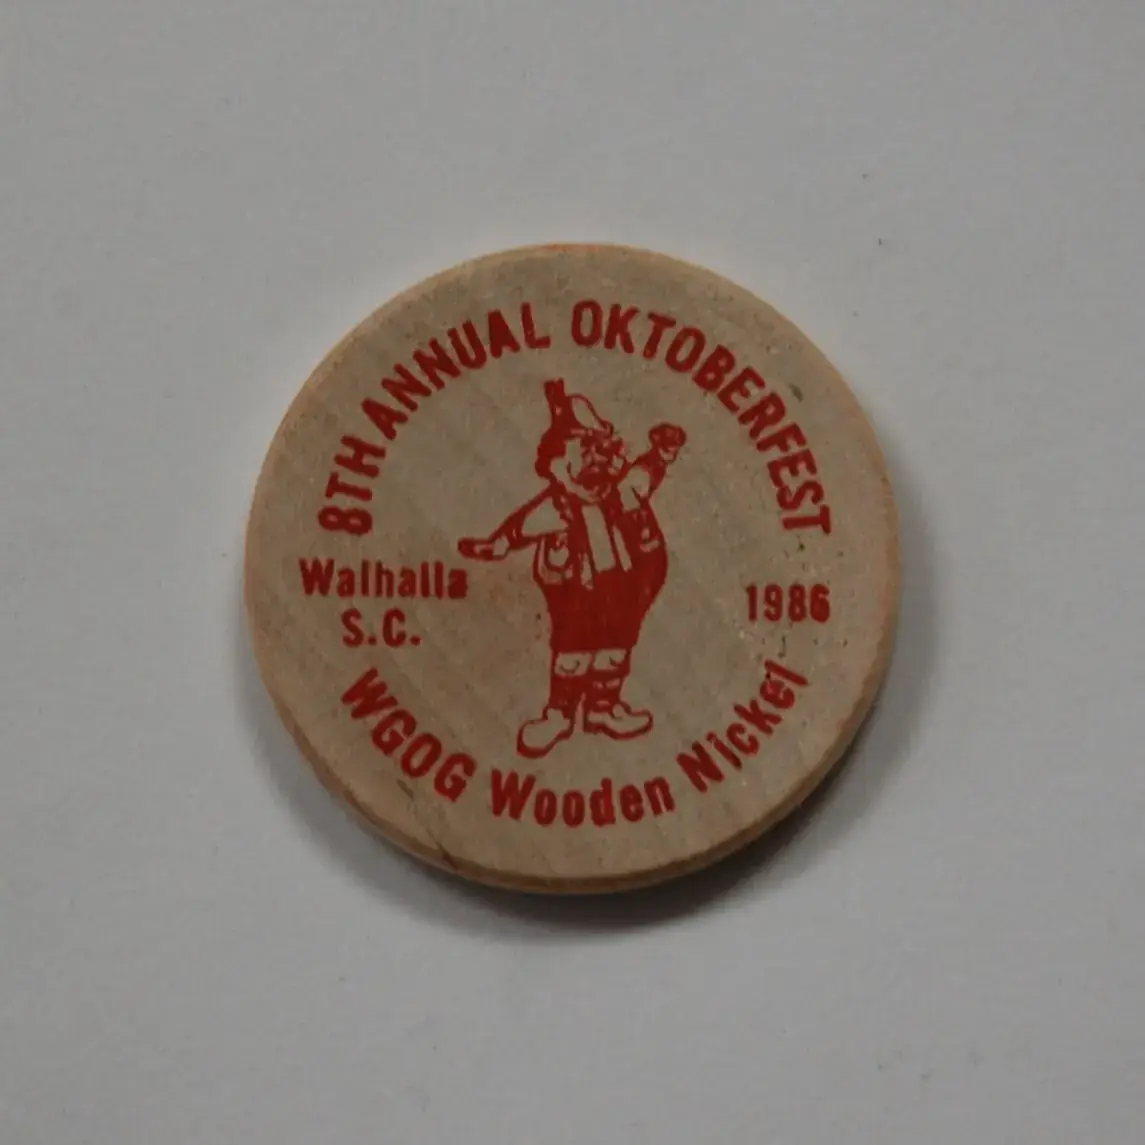 8TH ANNUAL OKTOBERFEST
Walhalla
S.C.
1986
WGOG Wooden Nickel